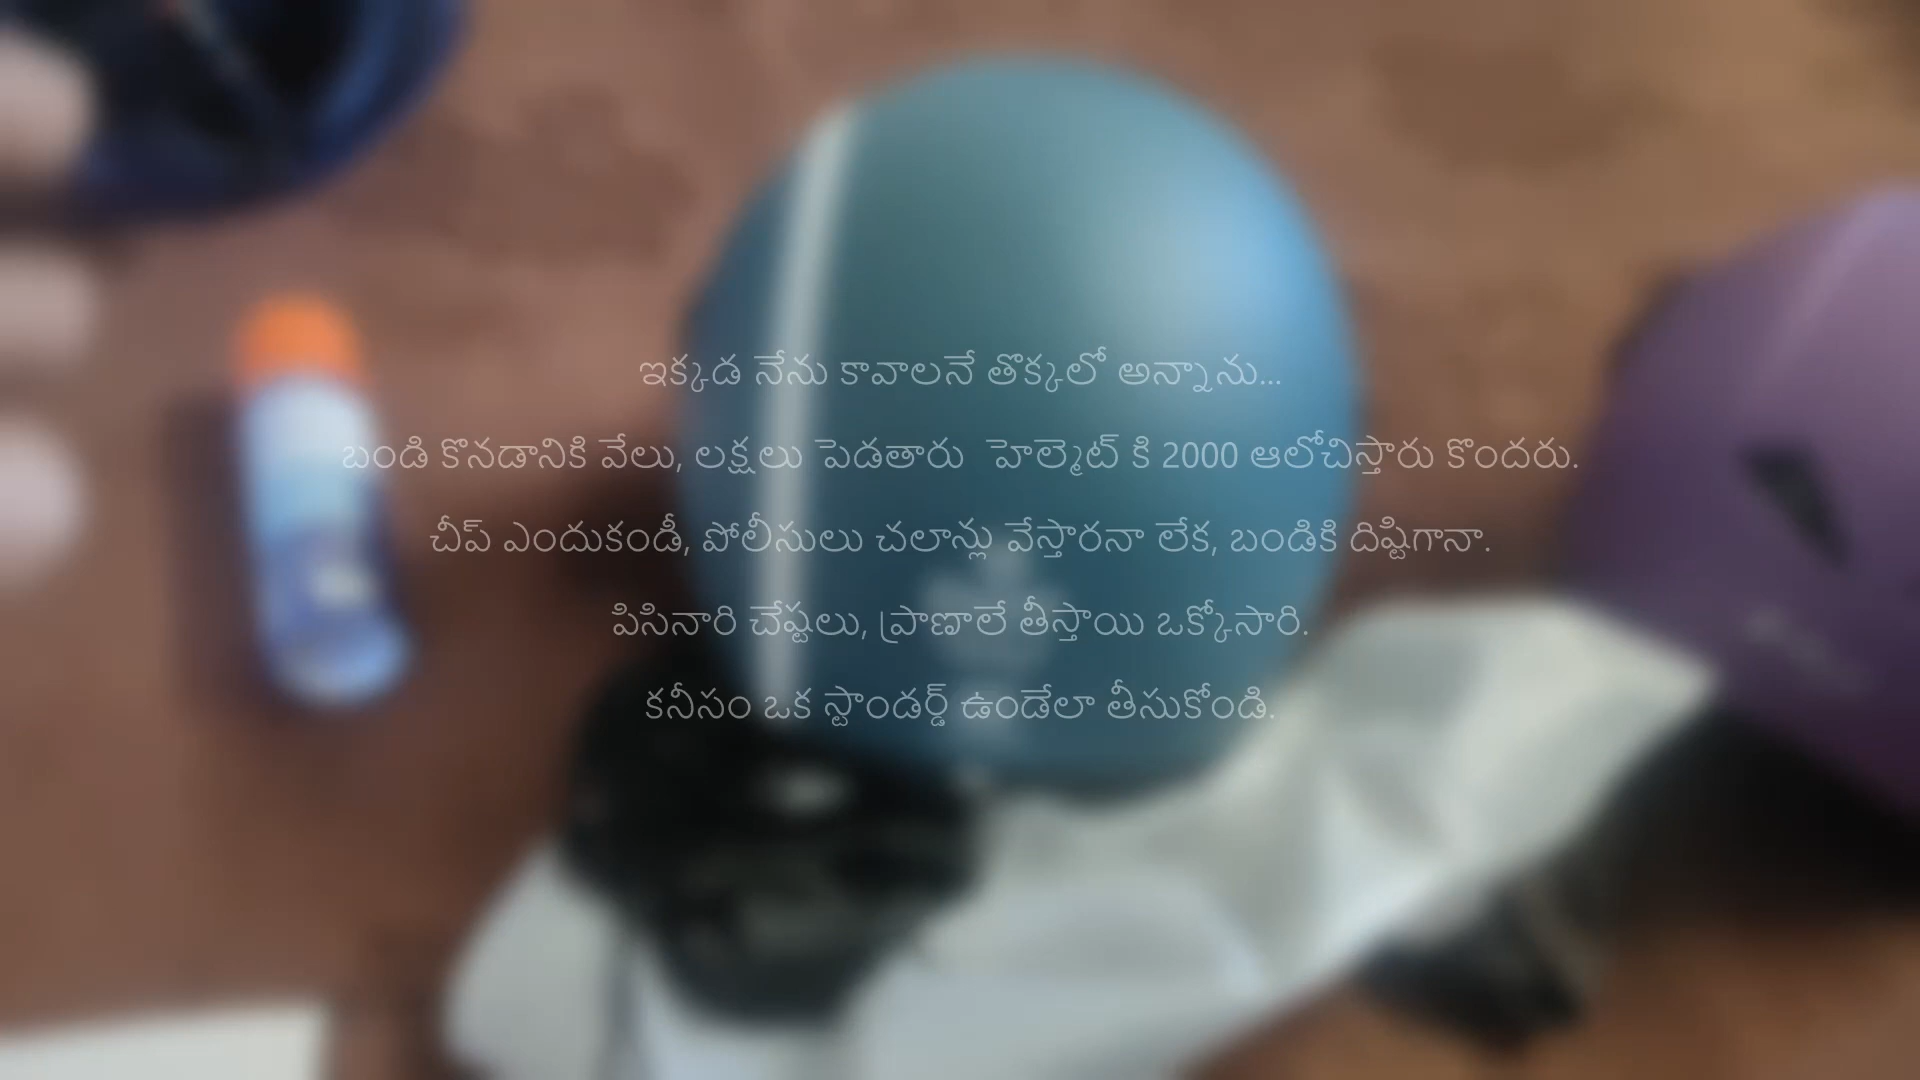 ఇక్కడ నేను కావాలనే తొక్కలో అన్నాను...
బండి కొనడానికి వేలు, లక్షలు పెడతారు హెల్మెట్ కి 2000 ఆలోచిస్తారు కొందరు.
చీప్ ఎందుకండీ, పోలీసులు చలాన్లు వేస్తారనా లేక, బండికి దిష్టిగానా.
పిసినారి చేష్టలు, ప్రాణాలే తీస్తాయి ఒక్కోసారి.
కనీసం ఒక స్టాండర్డ్ ఉండేలా తీసుకోండి.